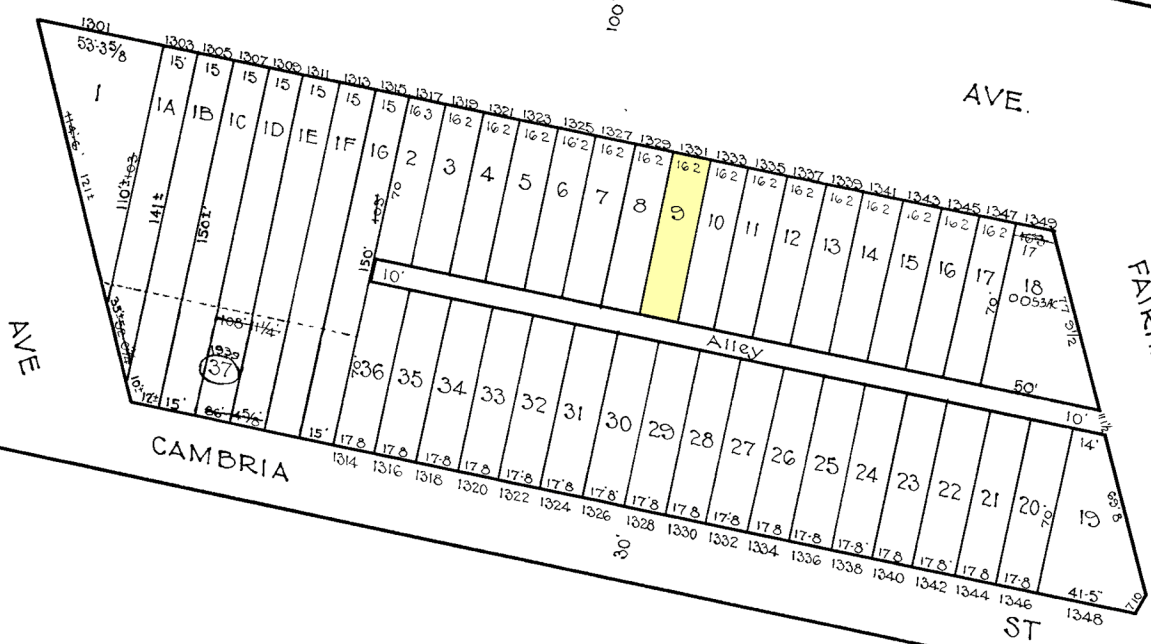 100
AVE.
1301 1303 1305 1307 1309 1311 1313 1315 1317 1319 1321 1323 1325 1327 1329 1331 1333 1335 1337 1339 1341 1343 1345 1347 1349
53'·3⅝ 15' 15 15 15 15 15 15 16 3 16 2 16 2 16 2 16 2 16 2 16 2 16 2 16 2 16 2 16 2 16 2 16 2 16 2 16 2 16 2 17
1 1A 1B 1C 1D 1E 1F 1G 2 3 4 5 6 7 8 9 10 11 12 13 14 15 16 17 18
121± 141± 150±' 70 70
150' 10'
Alley
50'
10'
14'
AVE
37
36 35 34 33 32 31 30 29 28 27 26 25 24 23 22 21 20 19
70 70 69'8
15' 15' 17 8 17 8 17·8 17 8 17·8 17·8 17·8 17·8 17 8 17·8 17 8 17·8 17·8' 17 8 17·8' 17 8 17·8 41·5" 7'10
1314 1316 1318 1320 1322 1324 1326 1328 1330 1332 1334 1336 1338 1340 1342 1344 1346 1348
CAMBRIA
30'
ST